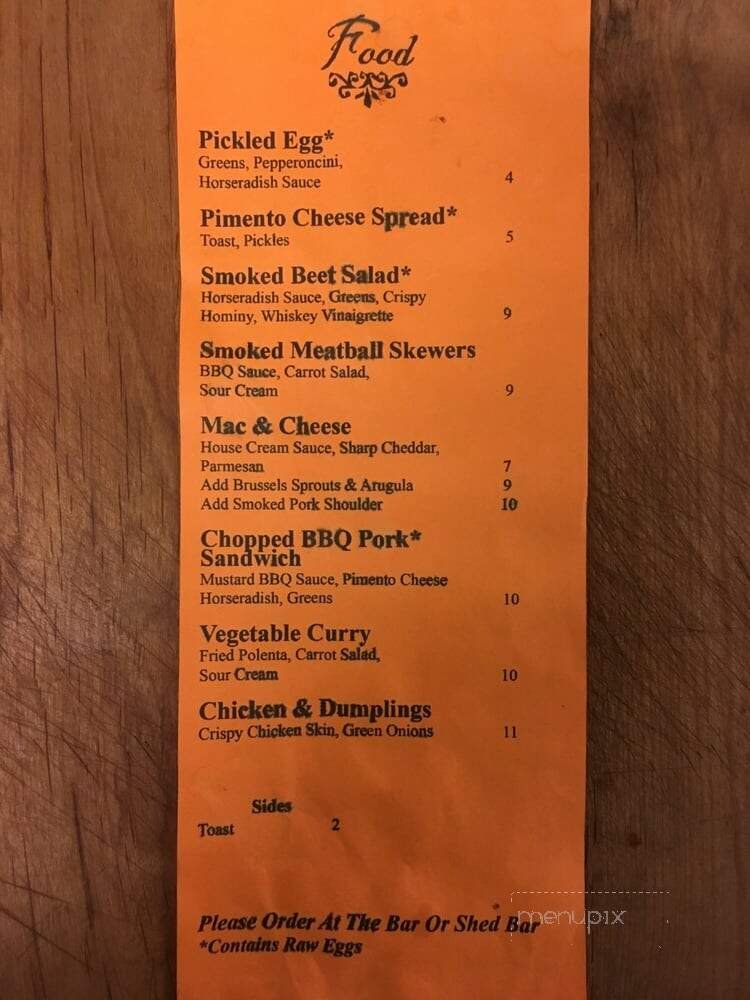 Food
Pickled Egg*
Greens, Pepperoncini,
Horseradish Sauce 4
Pimento Cheese Spread*
Toast, Pickles 5
Smoked Beet Salad*
Horseradish Sauce, Greens, Crispy
Hominy, Whiskey Vinaigrette 9
Smoked Meatball Skewers
BBQ Sauce, Carrot Salad,
Sour Cream 9
Mac & Cheese
House Cream Sauce, Sharp Cheddar,
Parmesan 7
Add Brussels Sprouts & Arugula 9
Add Smoked Pork Shoulder 10
Chopped BBQ Pork*
Sandwich
Mustard BBQ Sauce, Pimento Cheese
Horseradish, Greens 10
Vegetable Curry
Fried Polenta, Carrot Salad,
Sour Cream 10
Chicken & Dumplings
Crispy Chicken Skin, Green Onions 11
Sides
Toast 2
Please Order At The Bar Or Shed Bar
*Contains Raw Eggs
menupix